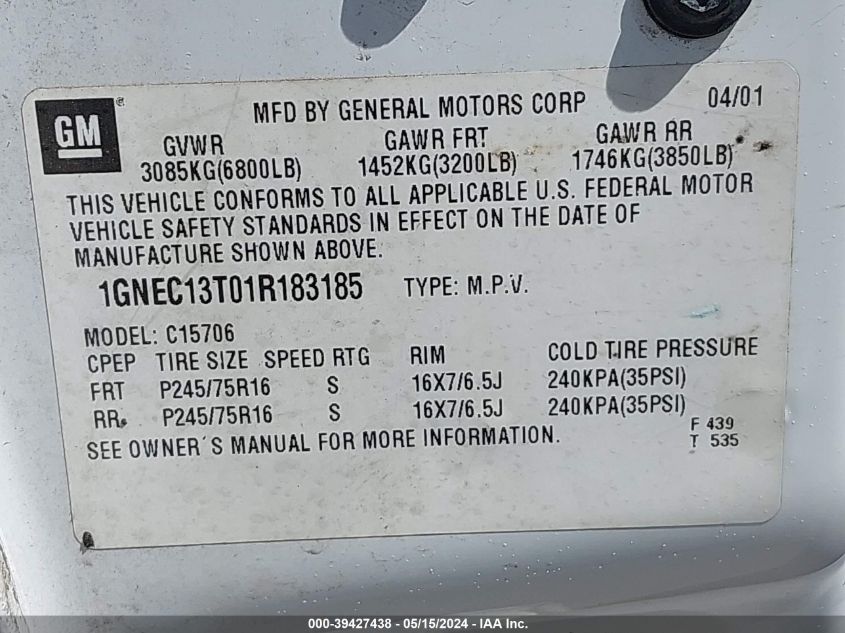 GM ®
MFD BY GENERAL MOTORS CORP 04/01
GVWR GAWR FRT GAWR RR
3085KG(6800LB) 1452KG(3200LB) 1746KG(3850LB)
THIS VEHICLE CONFORMS TO ALL APPLICABLE U.S. FEDERAL MOTOR
VEHICLE SAFETY STANDARDS IN EFFECT ON THE DATE OF
MANUFACTURE SHOWN ABOVE.
1GNEC13T01R183185 TYPE: M.P.V.
MODEL: C15706
CPEP TIRE SIZE SPEED RTG RIM COLD TIRE PRESSURE
FRT P245/75R16 S 16X7/6.5J 240KPA(35PSI)
RR. P245/75R16 S 16X7/6.5J 240KPA(35PSI)
SEE OWNER'S MANUAL FOR MORE INFORMATION.
F 439
T 535
000-39427438 - 05/15/2024 - IAA Inc.